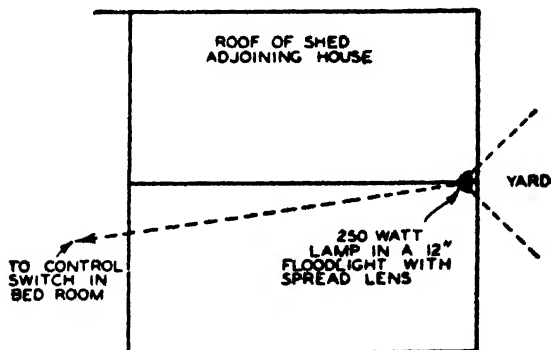 ROOF OF SHED
ADJOINING HOUSE
YARD
250 WATT
LAMP IN A 12"
FLOODLIGHT WITH
SPREAD LENS
TO CONTROL
SWITCH IN
BED ROOM